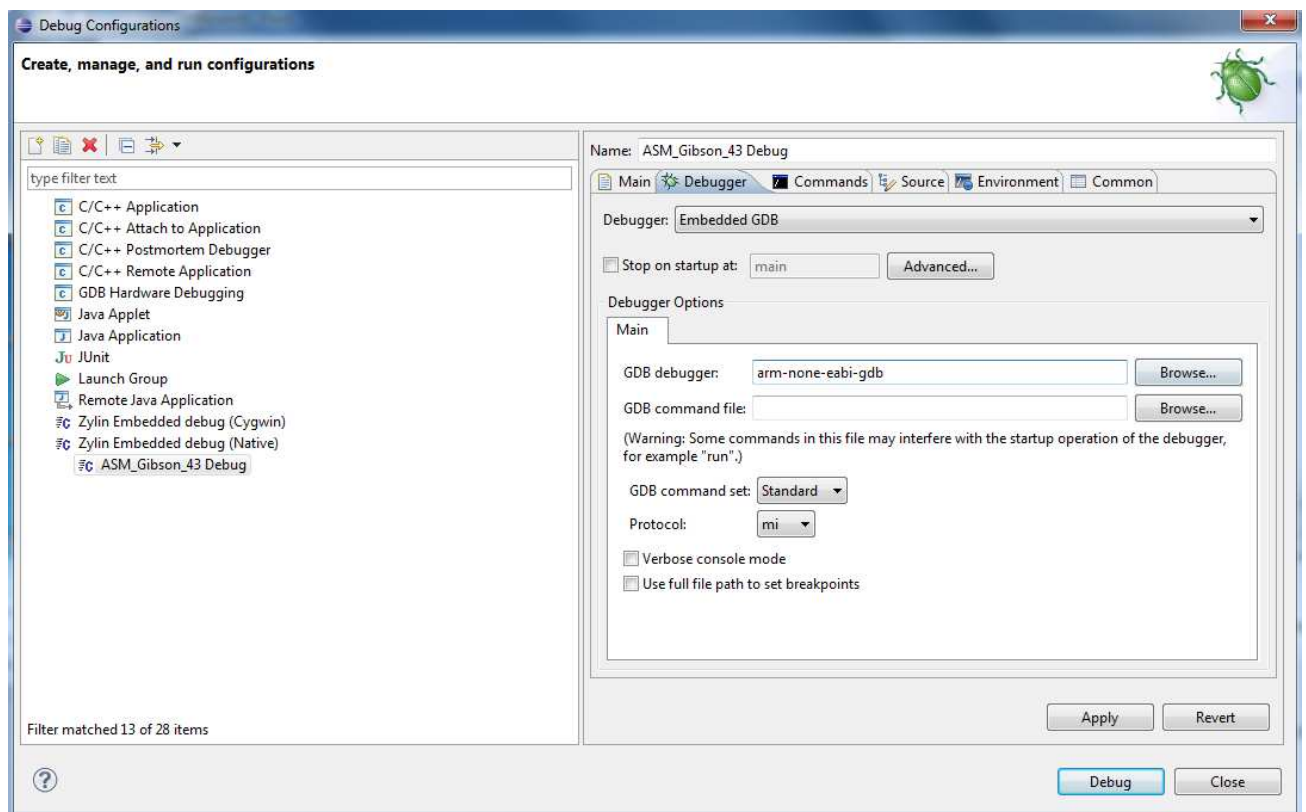 Debug Configurations
Create, manage, and run configurations
type filter text
C/C++ Application
C/C++ Attach to Application
C/C++ Postmortem Debugger
C/C++ Remote Application
GDB Hardware Debugging
Java Applet
Java Application
Ju JUnit
Launch Group
Remote Java Application
Zylin Embedded debug (Cygwin)
Zylin Embedded debug (Native)
ASM_Gibson_43 Debug
Filter matched 13 of 28 items
Name: ASM_Gibson_43 Debug
Main Debugger Commands Source Environment Common
Debugger: Embedded GDB
Stop on startup at: main Advanced...
Debugger Options
Main
GDB debugger: arm-none-eabi-gdb Browse...
GDB command file: Browse...
(Warning: Some commands in this file may interfere with the startup operation of the debugger,
for example "run".)
GDB command set: Standard
Protocol: mi
Verbose console mode
Use full file path to set breakpoints
Apply Revert
Debug Close